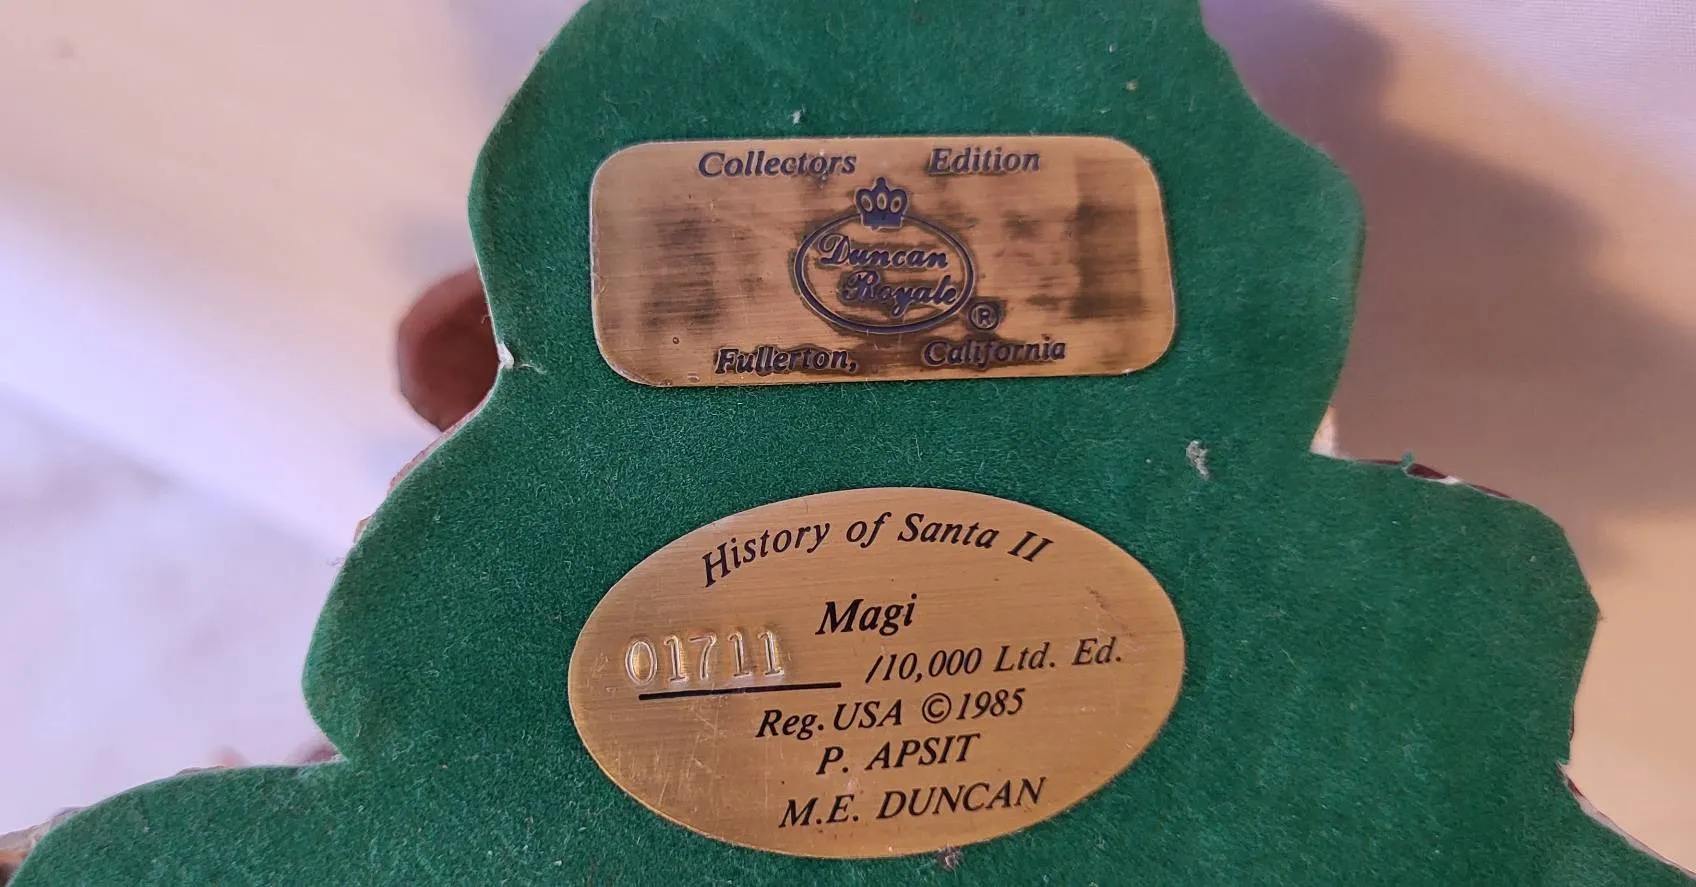 Collectors Edition
Duncan
Royale
®
Fullerton, California
History of Santa II
Magi
01711 /10,000 Ltd. Ed.
Reg. USA ©1985
P. APSIT
M.E. DUNCAN